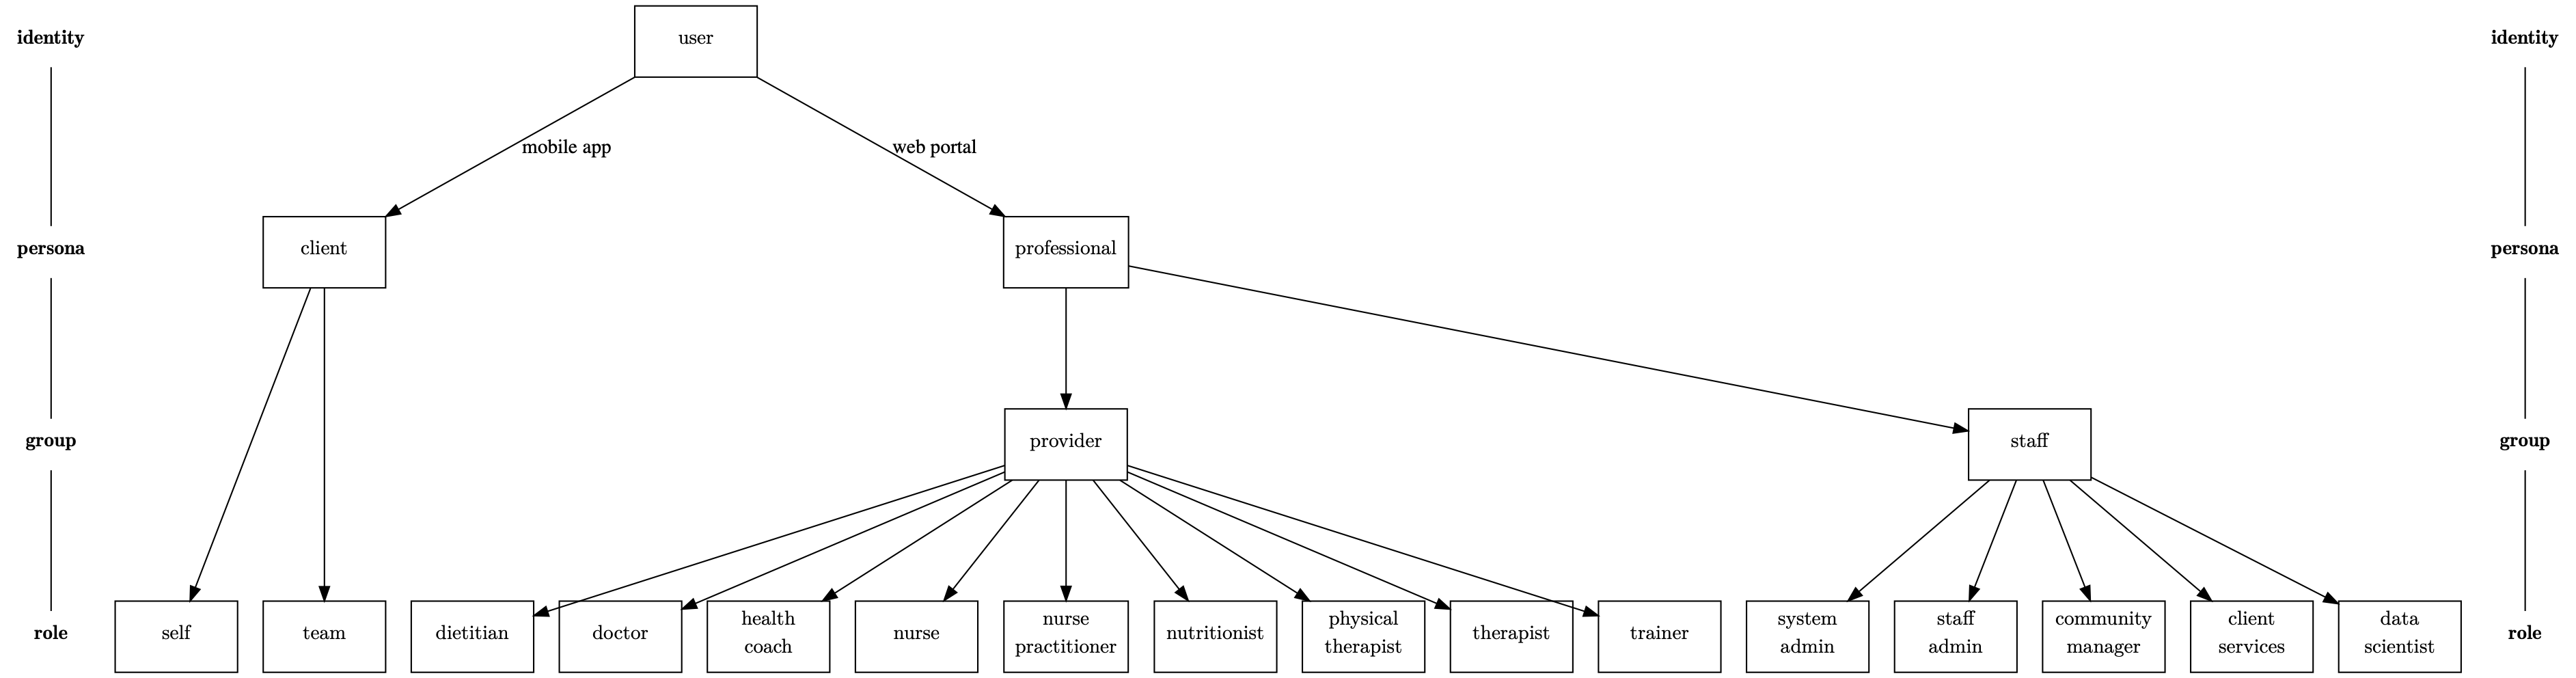 identity
user
identity
mobile app
web portal
persona
client
professional
persona
group
provider
staff
group
role
self
team
dietitian
doctor
health
coach
nurse
nurse
practitioner
nutritionist
physical
therapist
therapist
trainer
system
admin
staff
admin
community
manager
client
services
data
scientist
role